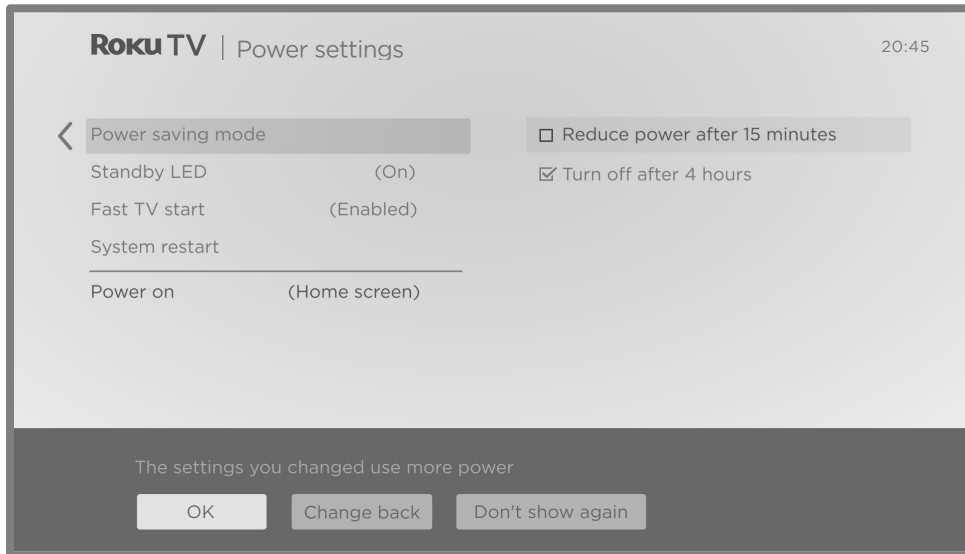 Roku TV | Power settings 20:45
Power saving mode
Standby LED (On)
Fast TV start (Enabled)
System restart
Power on (Home screen)
Reduce power after 15 minutes
Turn off after 4 hours
The settings you changed use more power
OK Change back Don't show again